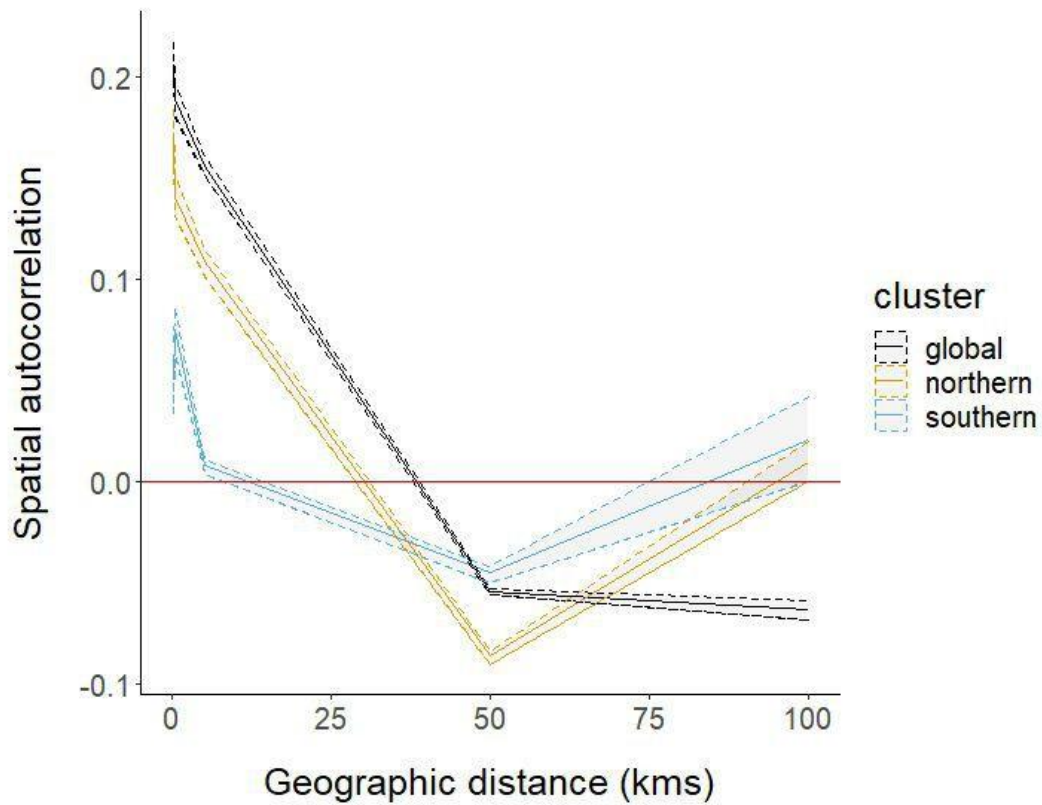 Spatial autocorrelation
0.2
0.1
0.0
-0.1
0
25
50
75
100
Geographic distance (kms)
cluster
global
northern
southern